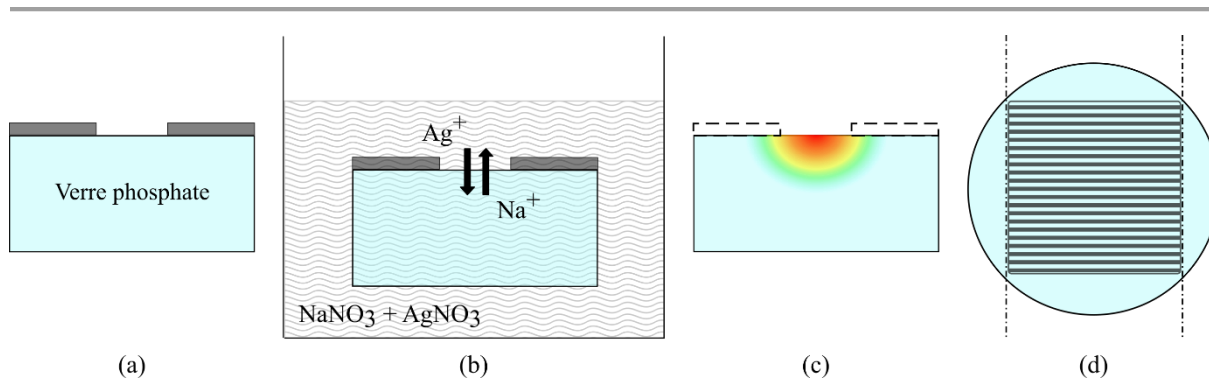 Verre phosphate
Ag+
Na+
NaNO3 + AgNO3
(a)
(b)
(c)
(d)